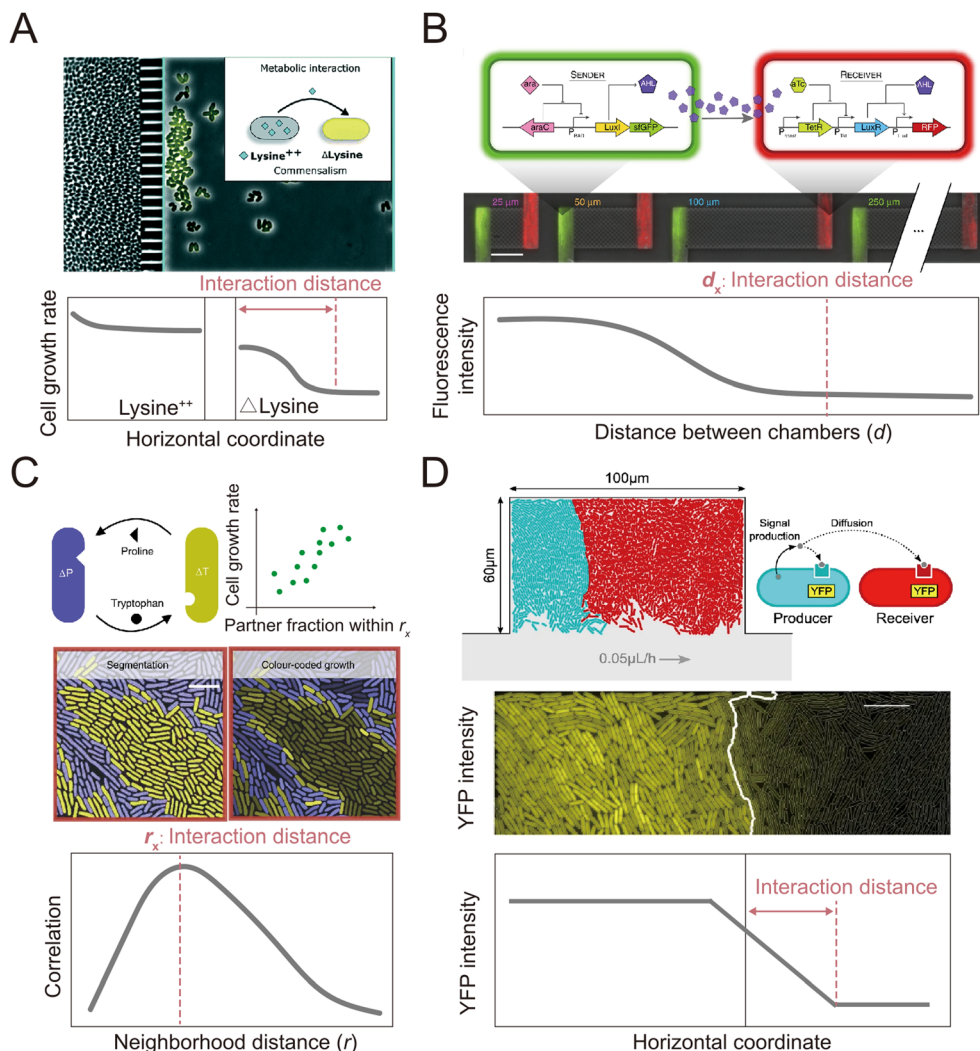 A
Metabolic interaction
Lysine⁺⁺
ΔLysine
Commensalism
Interaction distance
Cell growth rate
Lysine⁺⁺
△Lysine
Horizontal coordinate
B
ara
SENDER
AHL
araC
LuxI
sfGFP
aTc
RECEIVER
AHL
TetR
LuxR
RFP
25 μm
50 μm
100 μm
250 μm
...
dₓ: Interaction distance
Fluorescence
intensity
Distance between chambers (d)
C
ΔP
Proline
ΔT
Tryptophan
Cell growth rate
Partner fraction within rₓ
Segmentation
Colour-coded growth
rₓ: Interaction distance
Correlation
Neighborhood distance (r)
D
100μm
60μm
0.05μL/h
Signal
production
Diffusion
YFP
YFP
Producer
Receiver
YFP intensity
Interaction distance
YFP intensity
Horizontal coordinate